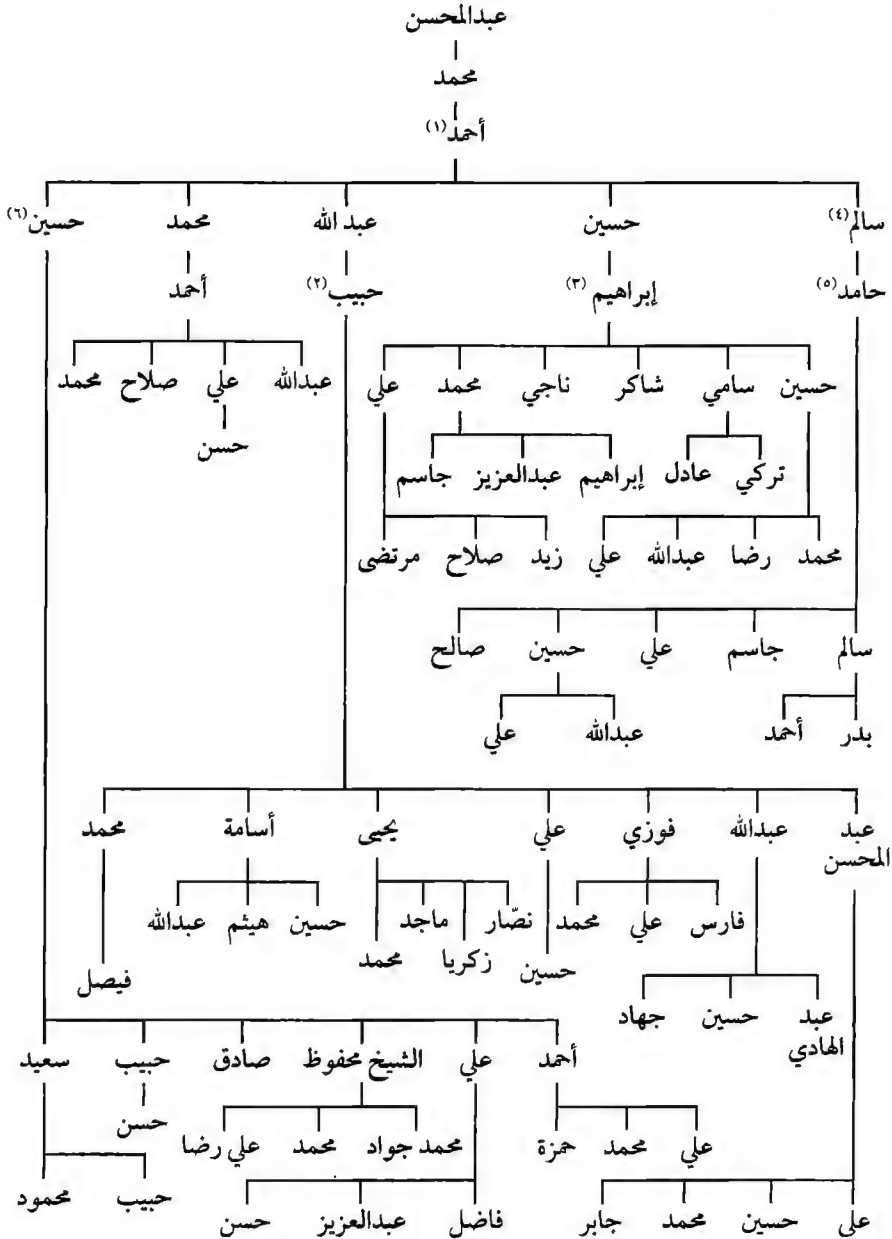 عبدالمحسن
محمد
أحمد (١)
سالم (٤) حسين عبد الله محمد حسين (٦)
حامد (٥) إبراهيم (٣) حبيب (٢) أحمد
حسين سامي شاكر ناجي محمد علي عبدالله علي صلاح محمد
حسن
تركي عادل إبراهيم عبدالعزيز جاسم
محمد رضا عبدالله علي زيد صلاح مرتضى
سالم جاسم علي حسين صالح
بدر أحمد عبدالله علي
عبد المحسن عبدالله فوزي علي يحيى أسامة محمد
فارس علي محمد نصّار ماجد حسين هيثم عبدالله
زكريا محمد
حسين فيصل
عبد الهادي حسين جهاد
أحمد علي الشيخ محفوظ صادق حبيب سعيد
حسن
علي محمد حمزة محمد جواد محمد علي رضا
حبيب محمود
علي حسين محمد جابر فاضل عبدالعزيز حسن